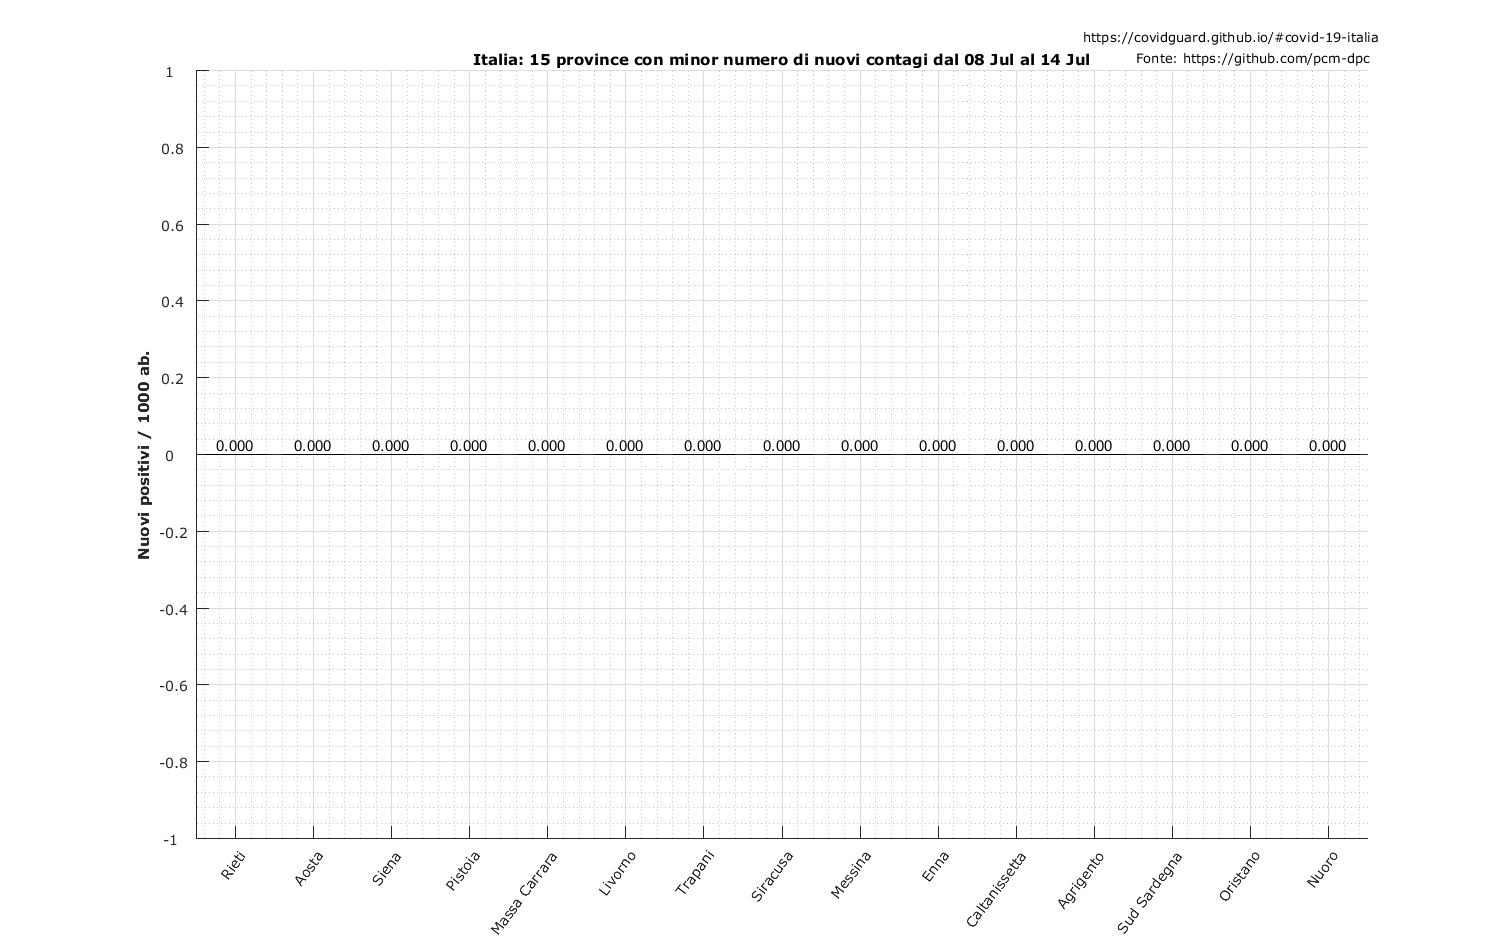 https://covidguard.github.io/#covid-19-italia
Italia: 15 province con minor numero di nuovi contagi dal 08 Jul al 14 Jul
Fonte: https://github.com/pcm-dpc
Nuovi positivi / 1000 ab.
1
0.8
0.6
0.4
0.2
0
-0.2
-0.4
-0.6
-0.8
-1
0.000 0.000 0.000 0.000 0.000 0.000 0.000 0.000 0.000 0.000 0.000 0.000 0.000 0.000 0.000
Rieti
Aosta
Siena
Pistoia
Massa Carrara
Livorno
Trapani
Siracusa
Messina
Enna
Caltanissetta
Agrigento
Sud Sardegna
Oristano
Nuoro